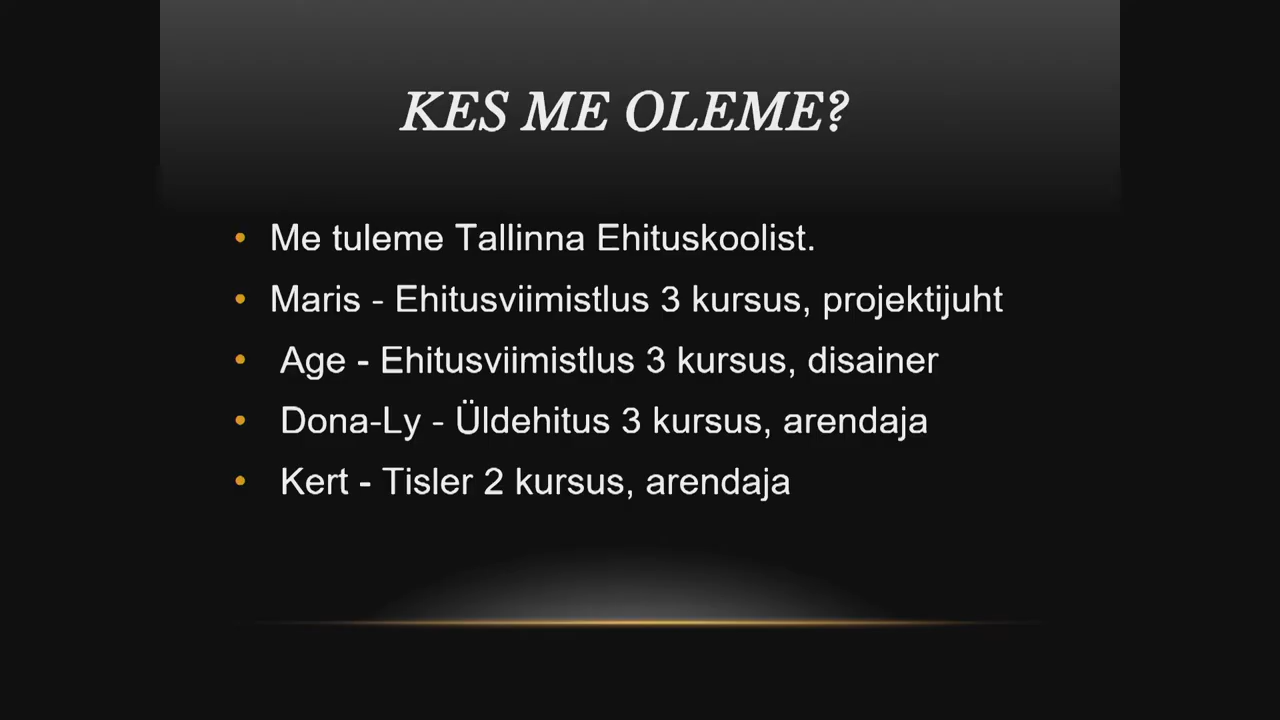 KES ME OLEME?
• Me tuleme Tallinna Ehituskoolist.
• Maris - Ehitusviimistlus 3 kursus, projektijuht
• Age - Ehitusviimistlus 3 kursus, disainer
• Dona-Ly - Üldehitus 3 kursus, arendaja
• Kert - Tisler 2 kursus, arendaja